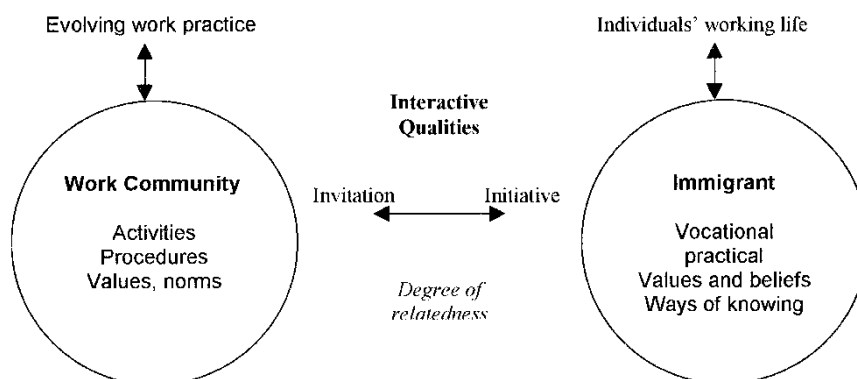 Evolving work practice
Individuals' working life
Interactive
Qualities
Work Community
Activities
Procedures
Values, norms
Invitation
Initiative
Degree of
relatedness
Immigrant
Vocational
practical
Values and beliefs
Ways of knowing